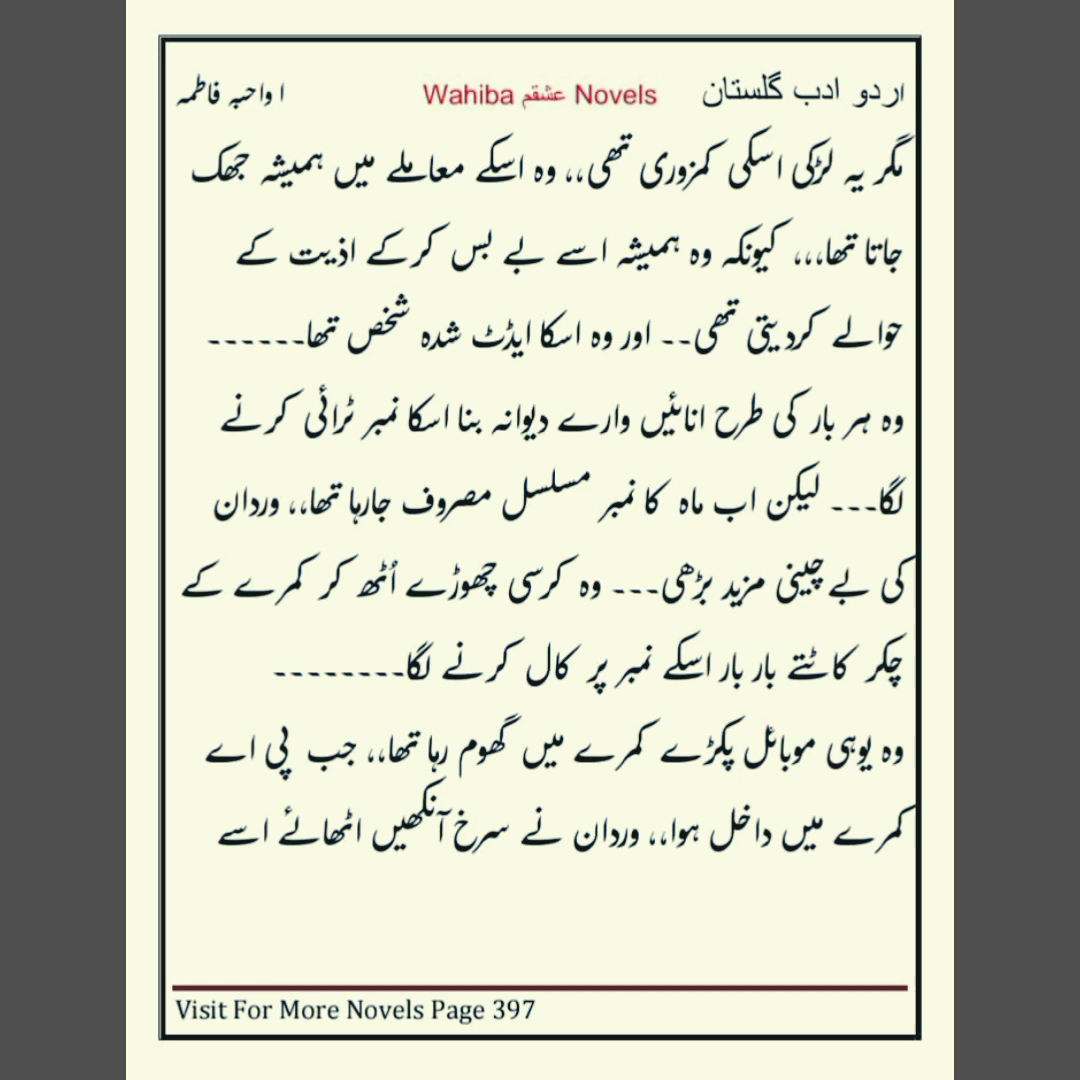 اردو ادب گلستان Wahiba عشقم Novels ا واحبہ فاطمہ
مگر یہ لڑکی اسکی کمزوری تھی،، وہ اسکے معاملے میں ہمیشہ جھک
جاتا تھا،،، کیونکہ وہ ہمیشہ اسے بے بس کرکے اذیت کے
حوالے کردیتی تھی-- اور وہ اسکا ایڈٹ شدہ شخص تھا------
وہ ہر بار کی طرح انائیں وارے دیوانہ بنا اسکا نمبر ٹرائی کرنے
لگا--- لیکن اب ماہ کا نمبر مسلسل مصروف جارہا تھا،، وردان
کی بے چینی مزید بڑھی--- وہ کرسی چھوڑے اُٹھ کر کمرے کے
چکر کاٹتے بار بار اسکے نمبر پر کال کرنے لگا--------
وہ یوہی موبائل پکڑے کمرے میں گھوم رہا تھا،، جب پی اے
کمرے میں داخل ہوا،، وردان نے سرخ آنکھیں اٹھائے اسے
Visit For More Novels Page 397